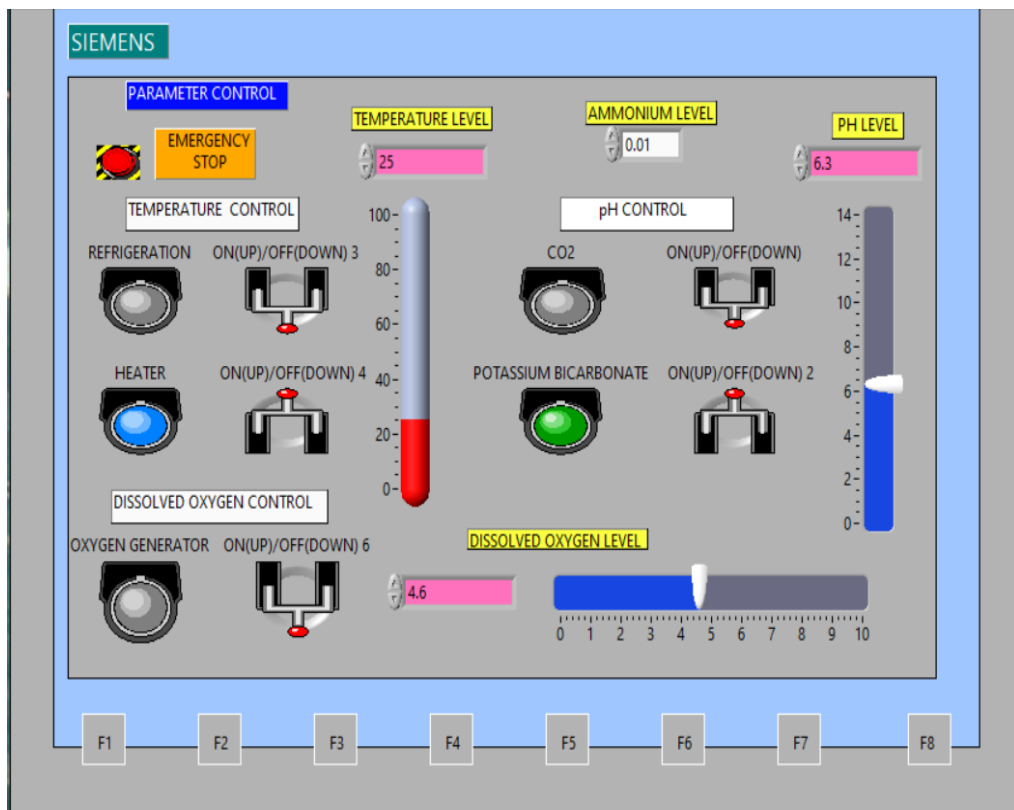 SIEMENS
PARAMETER CONTROL
EMERGENCY
STOP
TEMPERATURE LEVEL
25
AMMONIUM LEVEL
0.01
PH LEVEL
6.3
TEMPERATURE CONTROL
REFRIGERATION
ON(UP)/OFF(DOWN) 3
HEATER
ON(UP)/OFF(DOWN) 4
100
80
60
40
20
0
pH CONTROL
CO2
ON(UP)/OFF(DOWN)
POTASSIUM BICARBONATE
ON(UP)/OFF(DOWN) 2
14
12
10
8
6
4
2
0
DISSOLVED OXYGEN CONTROL
OXYGEN GENERATOR
ON(UP)/OFF(DOWN) 6
DISSOLVED OXYGEN LEVEL
4.6
0 1 2 3 4 5 6 7 8 9 10
F1 F2 F3 F4 F5 F6 F7 F8